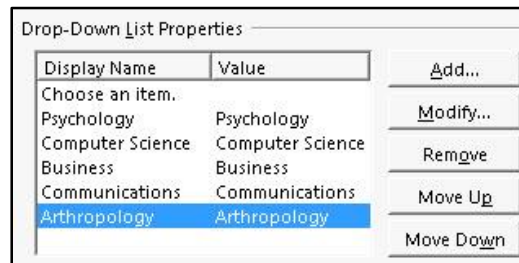 Drop-Down List Properties
Display Name Value
Choose an item.
Psychology Psychology
Computer Science Computer Science
Business Business
Communications Communications
Arthropology Arthropology
Add...
Modify...
Remove
Move Up
Move Down